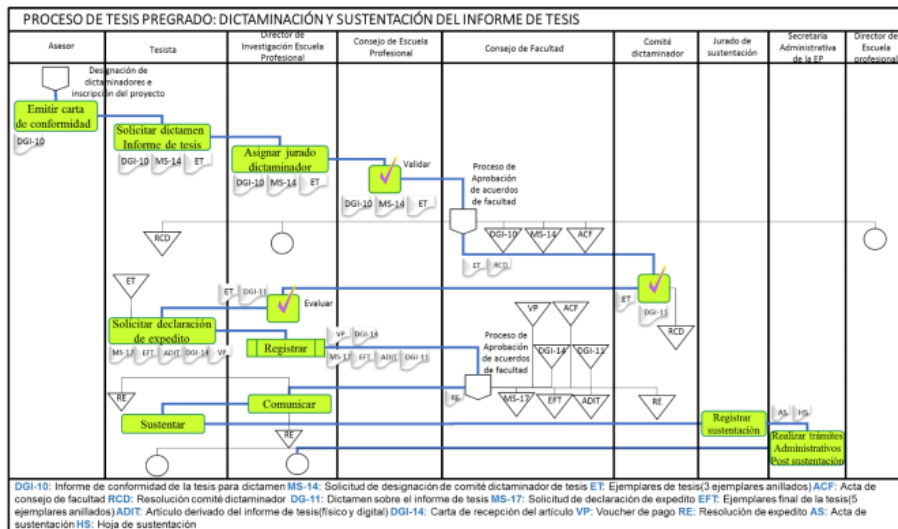 PROCESO DE TESIS PREGRADO: DICTAMINACIÓN Y SUSTENTACIÓN DEL INFORME DE TESIS
Asesor
Tesista
Director de
Investigación Escuela
Profesional
Consejo de Escuela
Profesional
Consejo de Facultad
Comité
dictaminador
Jurado de
sustentación
Secretaría
Administrativa
de la EP
Director de
Escuela
profesional
Designación de
dictaminadores e
inscripción del proyecto
Emitir carta
de conformidad
DGI-10
Solicitar dictamen
Informe de tesis
DGI-10 MS-14 ET
Asignar jurado
dictaminador
DGI-10 MS-14 ET
Validar
DGI-10 MS-14 ET
Proceso de
Aprobación
de acuerdos
de facultad
RCD
DGI-10 MS-14 ACF
ET RCD
ET
ET DGI-11
Evaluar
ET
DGI-11
RCD
Solicitar declaración
de expedito
MS-17 EFT ADIT DGI-14 VP
Registrar
VP DGI-14
MS-17 EFT ADIT DGI-11
Proceso de
Aprobación
de acuerdos
de facultad
VP ACF
DGI-14 DGI-11
RE
MS-17 EFT ADIT
RE
RE
Comunicar
RE
Sustentar
Registrar
sustentación
AS HS
Realizar trámites
Administrativos
Post sustentación
DGI-10: Informe de conformidad de la tesis para dictamen MS-14: Solicitud de designación de comité dictaminador de tesis ET: Ejemplares de tesis(3 ejemplares anillados) ACF: Acta de
consejo de facultad RCD: Resolución comité dictaminador DG-11: Dictamen sobre el informe de tesis MS-17: Solicitud de declaración de expedito EFT: Ejemplares final de la tesis(5
ejemplares anillados) ADIT: Artículo derivado del informe de tesis(físico y digital) DGI-14: Carta de recepción del artículo VP: Voucher de pago RE: Resolución de expedito AS: Acta de
sustentación HS: Hoja de sustentación